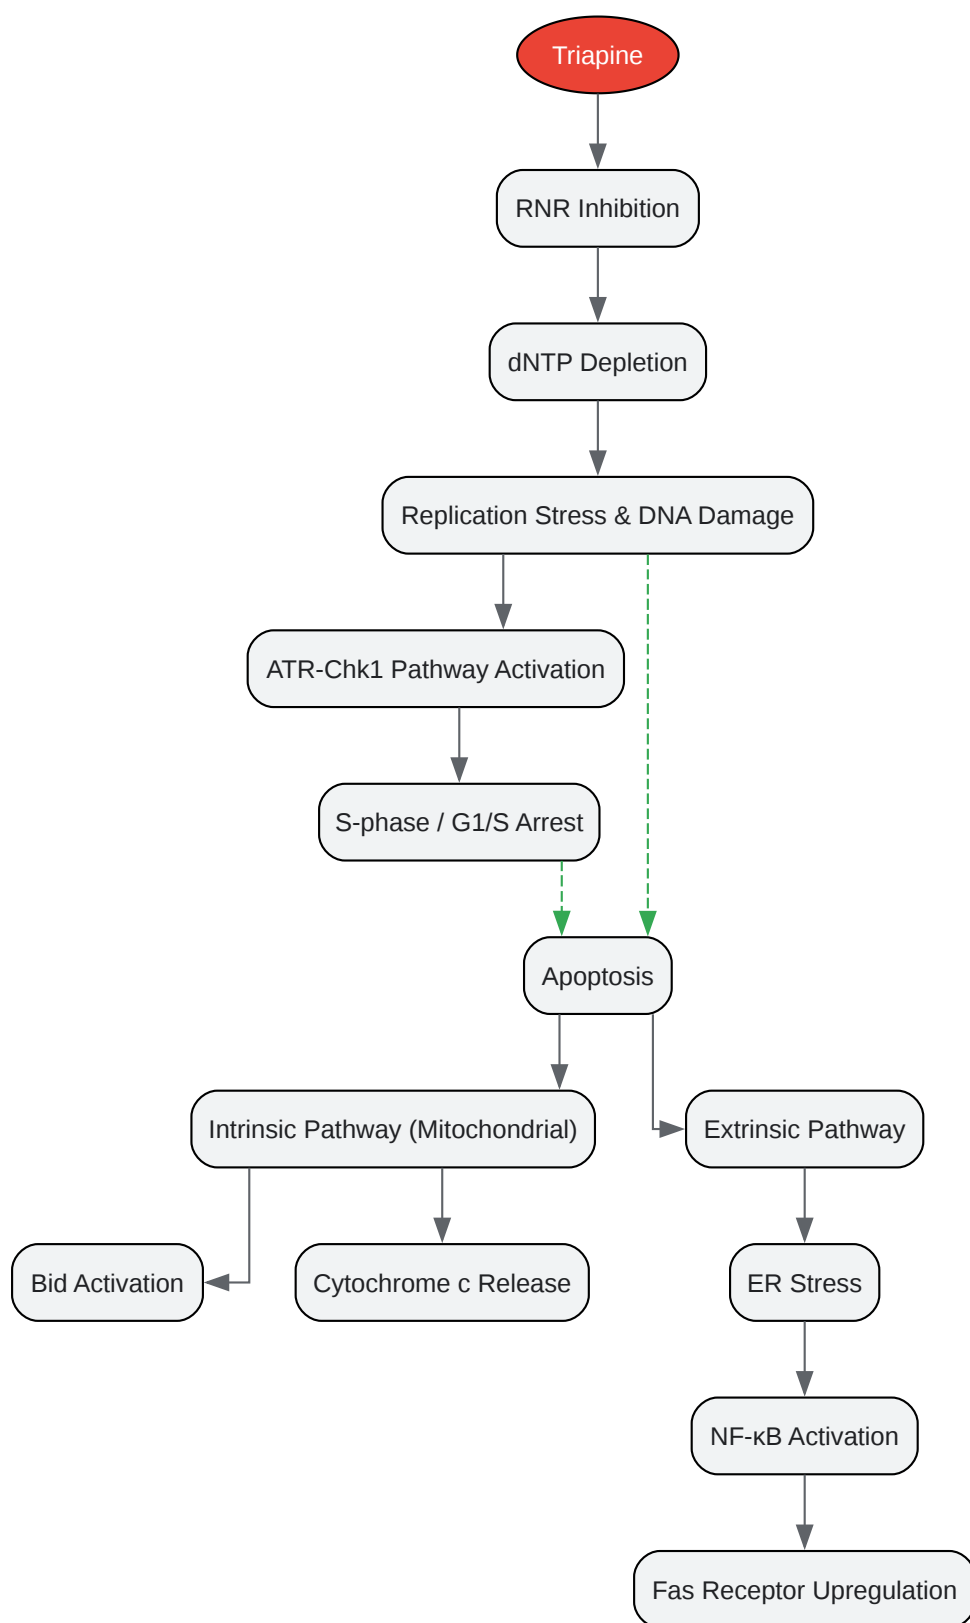 Triapine
RNR Inhibition
dNTP Depletion
Replication Stress & DNA Damage
ATR-Chk1 Pathway Activation
S-phase / G1/S Arrest
Apoptosis
Intrinsic Pathway (Mitochondrial)
Extrinsic Pathway
Bid Activation
Cytochrome c Release
ER Stress
NF-κB Activation
Fas Receptor Upregulation